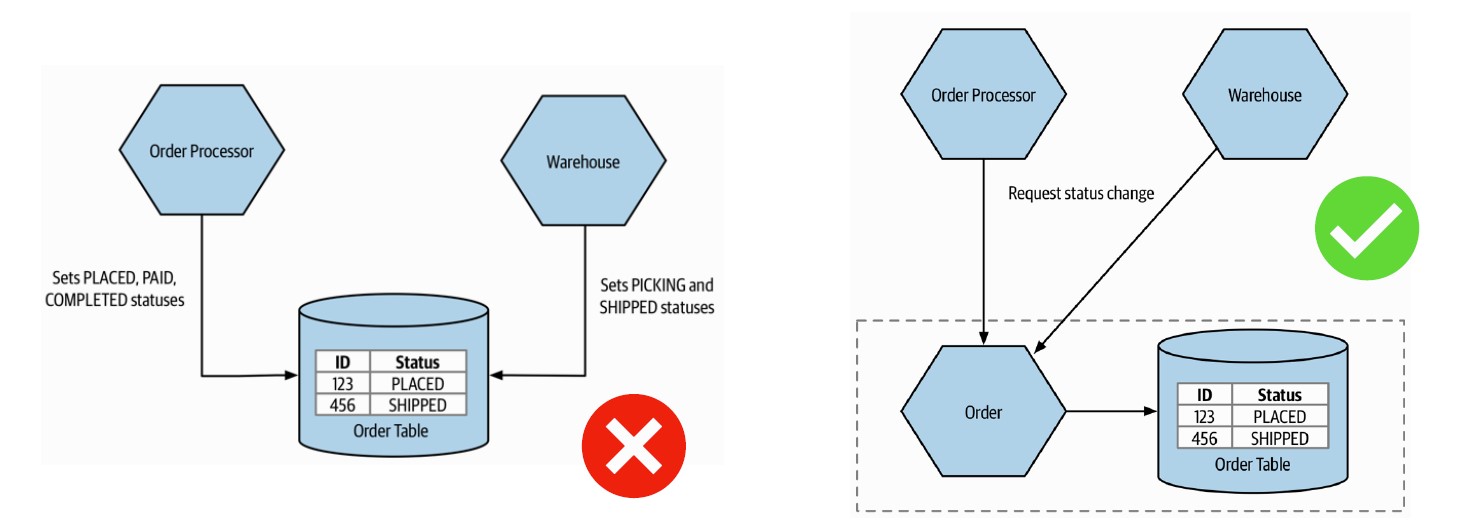 Order Processor
Warehouse
Sets PLACED, PAID,
COMPLETED statuses
Sets PICKING and
SHIPPED statuses
ID Status
123 PLACED
456 SHIPPED
Order Table
Order Processor
Warehouse
Request status change
Order
ID Status
123 PLACED
456 SHIPPED
Order Table